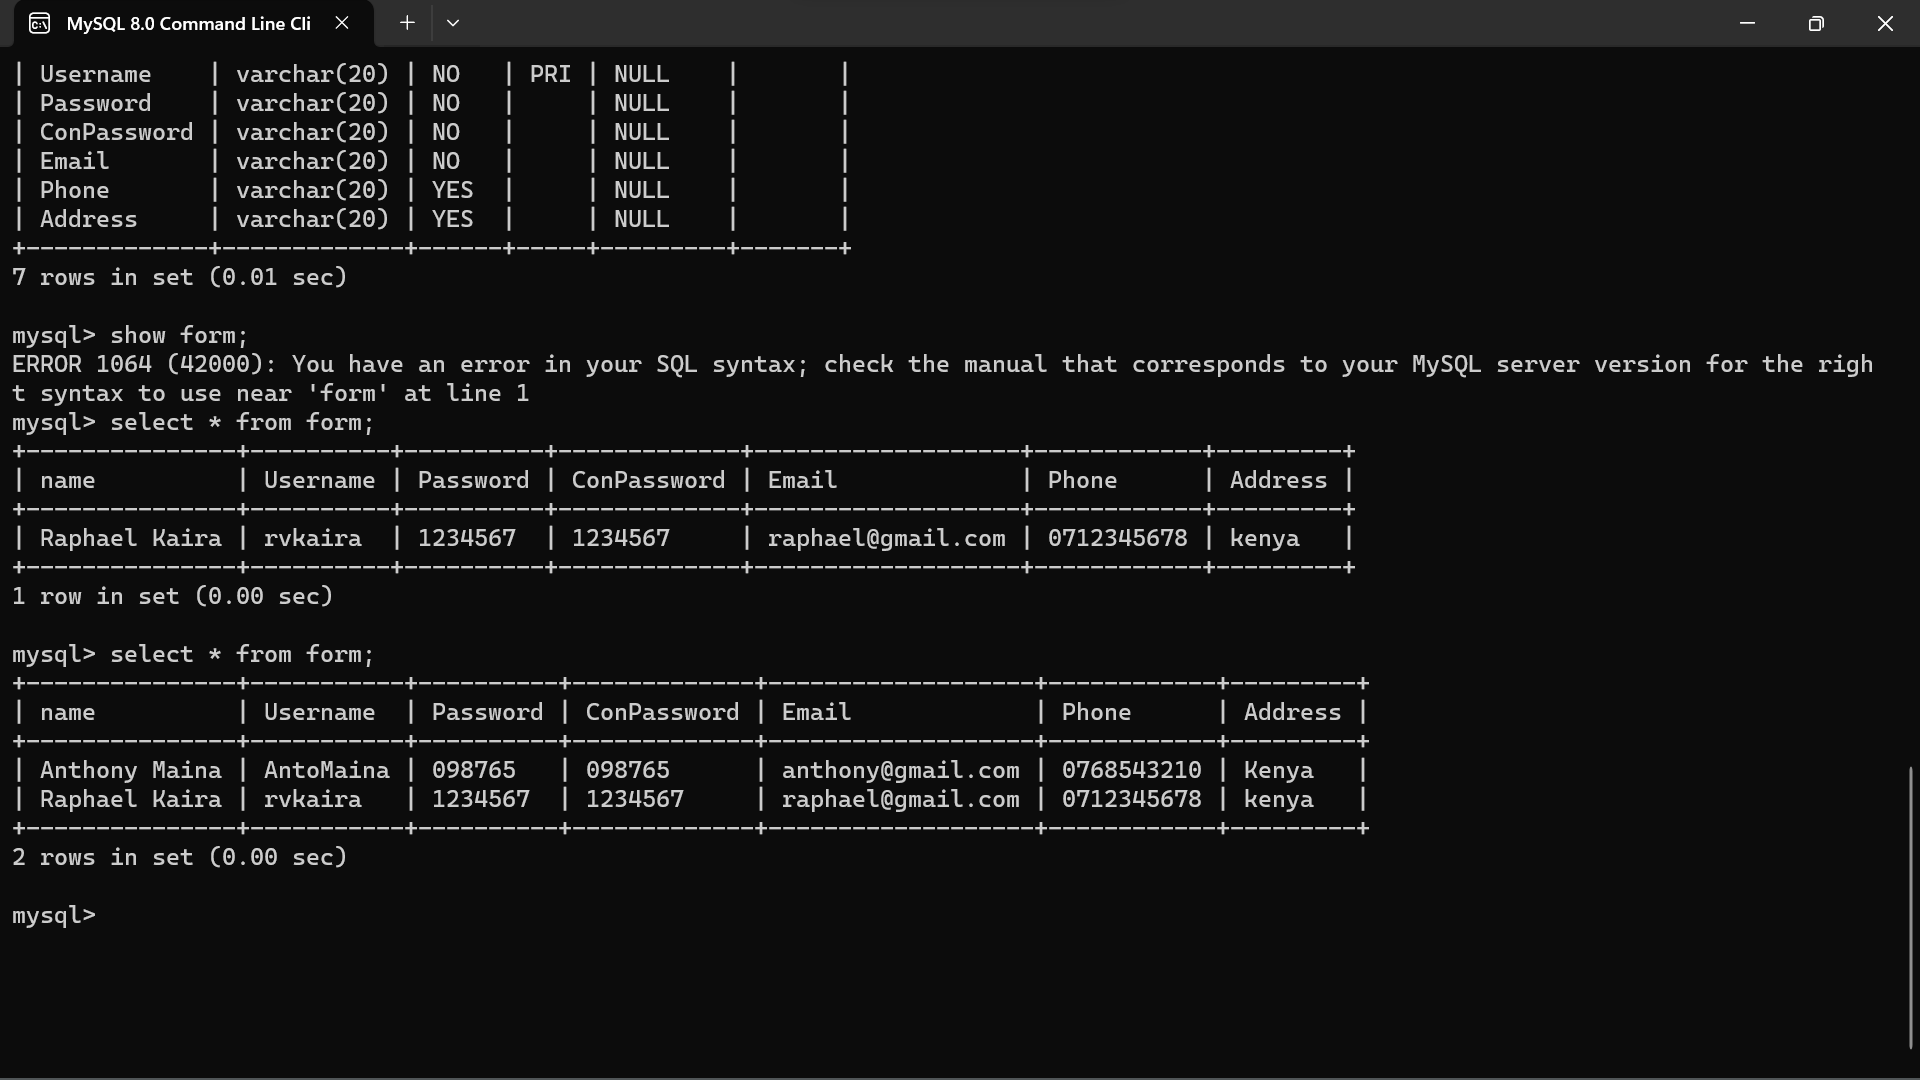 MySQL 8.0 Command Line Cli
| Username    | varchar(20) | NO   | PRI | NULL    |       |
| Password    | varchar(20) | NO   |     | NULL    |       |
| ConPassword | varchar(20) | NO   |     | NULL    |       |
| Email       | varchar(20) | NO   |     | NULL    |       |
| Phone       | varchar(20) | YES  |     | NULL    |       |
| Address     | varchar(20) | YES  |     | NULL    |       |
+-------------+-------------+------+-----+---------+-------+
7 rows in set (0.01 sec)
mysql> show form;
ERROR 1064 (42000): You have an error in your SQL syntax; check the manual that corresponds to your MySQL server version for the righ
t syntax to use near 'form' at line 1
mysql> select * from form;
+---------------+----------+----------+-------------+-------------------+------------+---------+
| name          | Username | Password | ConPassword | Email             | Phone      | Address |
+---------------+----------+----------+-------------+-------------------+------------+---------+
| Raphael Kaira | rvkaira  | 1234567  | 1234567     | raphael@gmail.com | 0712345678 | kenya   |
+---------------+----------+----------+-------------+-------------------+------------+---------+
1 row in set (0.00 sec)
mysql> select * from form;
+---------------+-----------+----------+-------------+-------------------+------------+---------+
| name          | Username  | Password | ConPassword | Email             | Phone      | Address |
+---------------+-----------+----------+-------------+-------------------+------------+---------+
| Anthony Maina | AntoMaina | 098765   | 098765      | anthony@gmail.com | 0768543210 | Kenya   |
| Raphael Kaira | rvkaira   | 1234567  | 1234567     | raphael@gmail.com | 0712345678 | kenya   |
+---------------+-----------+----------+-------------+-------------------+------------+---------+
2 rows in set (0.00 sec)
mysql>